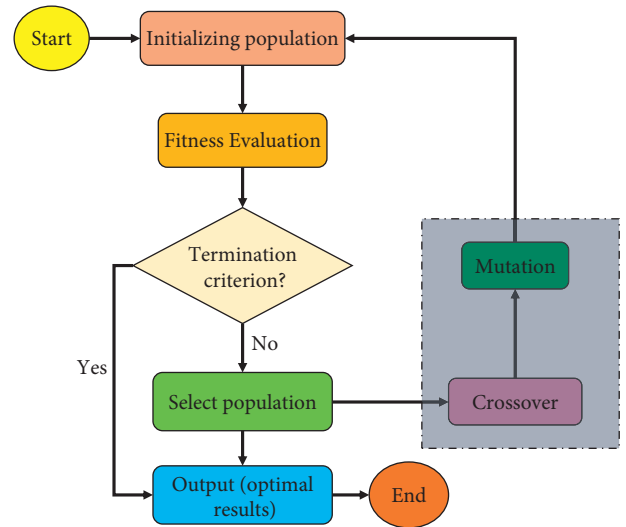 Start
Initializing population
Fitness Evaluation
Termination
criterion?
No
Yes
Mutation
Select population
Crossover
Output (optimal
results)
End